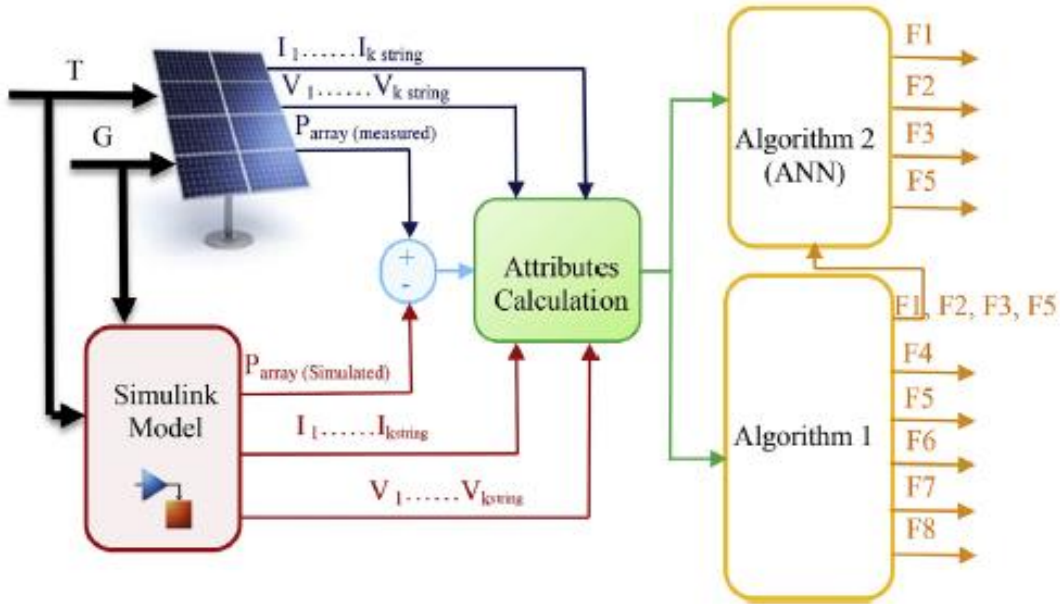 T
G
I 1......I k string
V 1......V k string
P array (measured)
+
-
Attributes
Calculation
Simulink
Model
P array (Simulated)
I 1......I kstring
V 1......V kstring
Algorithm 2
(ANN)
F1
F2
F3
F5
Algorithm 1
F1, F2, F3, F5
F4
F5
F6
F7
F8